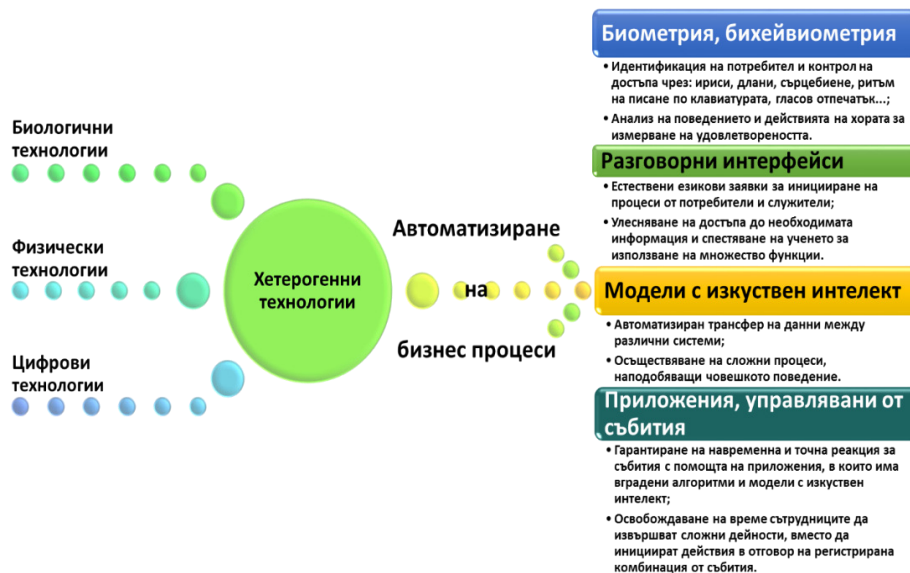 Биологични
технологии
Физически
технологии
Цифрови
технологии
Хетерогенни
технологии
Автоматизиране
на
бизнес процеси
Биометрия, бихейвиометрия
• Идентификация на потребител и контрол на
достъпа чрез: ириси, длани, сърцебиене, ритъм
на писане по клавиатурата, гласов отпечатък...;
• Анализ на поведението и действията на хората за
измерване на удовлетвореността.
Разговорни интерфейси
• Естествени езикови заявки за иницииране на
процеси от потребители и служители;
• Улесняване на достъпа до необходимата
информация и спестяване на ученето за
използване на множество функции.
Модели с изкуствен интелект
• Автоматизиран трансфер на данни между
различни системи;
• Осъществяване на сложни процеси,
наподобяващи човешкото поведение.
Приложения, управлявани от
събития
• Гарантиране на навременна и точна реакция за
събития с помощта на приложения, в които има
вградени алгоритми и модели с изкуствен
интелект;
• Освобождаване на време сътрудниците да
извършват сложни дейности, вместо да
инициират действия в отговор на регистрирана
комбинация от събития.